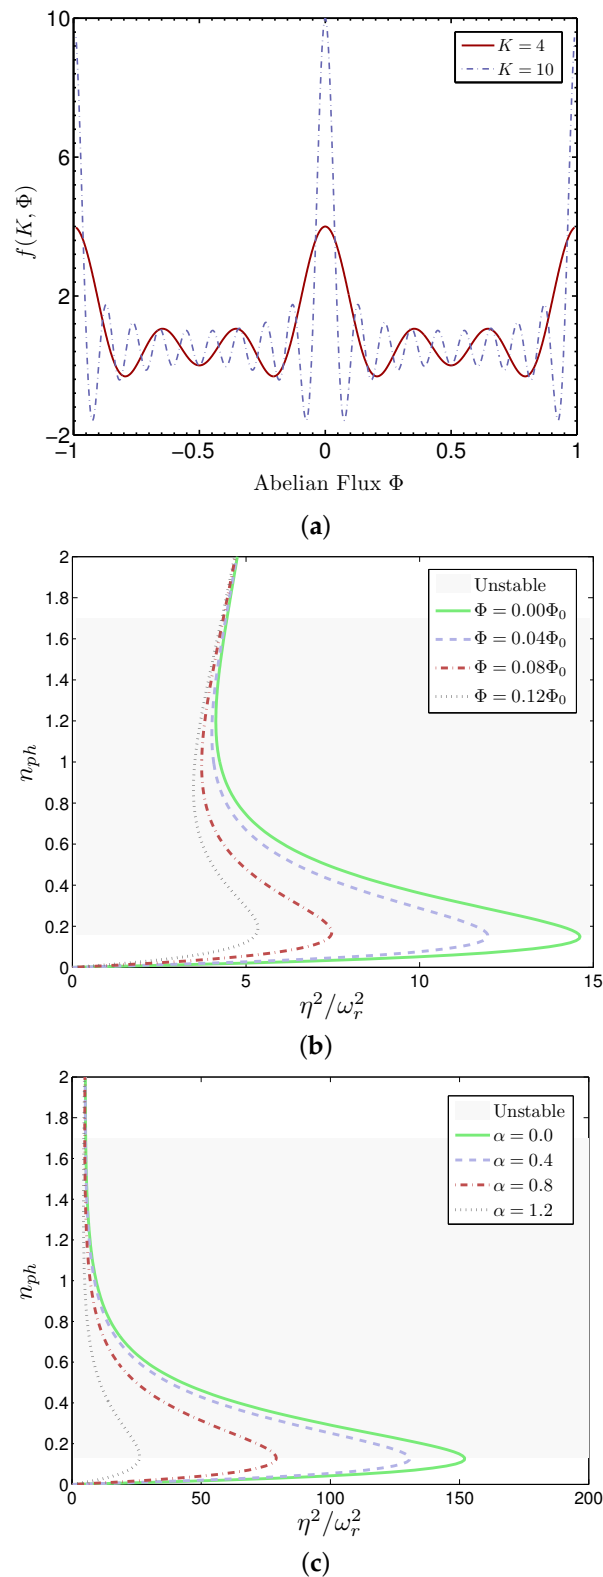 10
6
2
−2
f(K, Φ)
K = 4
K = 10
−1
−0.5
0
0.5
1
Abelian Flux Φ
(a)
2
1.8
1.6
1.4
1.2
1
0.8
0.6
0.4
0.2
0
n_ph
Unstable
Φ = 0.00Φ₀
Φ = 0.04Φ₀
Φ = 0.08Φ₀
Φ = 0.12Φ₀
0
5
10
15
η²/ω_r²
(b)
2
1.8
1.6
1.4
1.2
1
0.8
0.6
0.4
0.2
0
n_ph
Unstable
α = 0.0
α = 0.4
α = 0.8
α = 1.2
0
50
100
150
200
η²/ω_r²
(c)